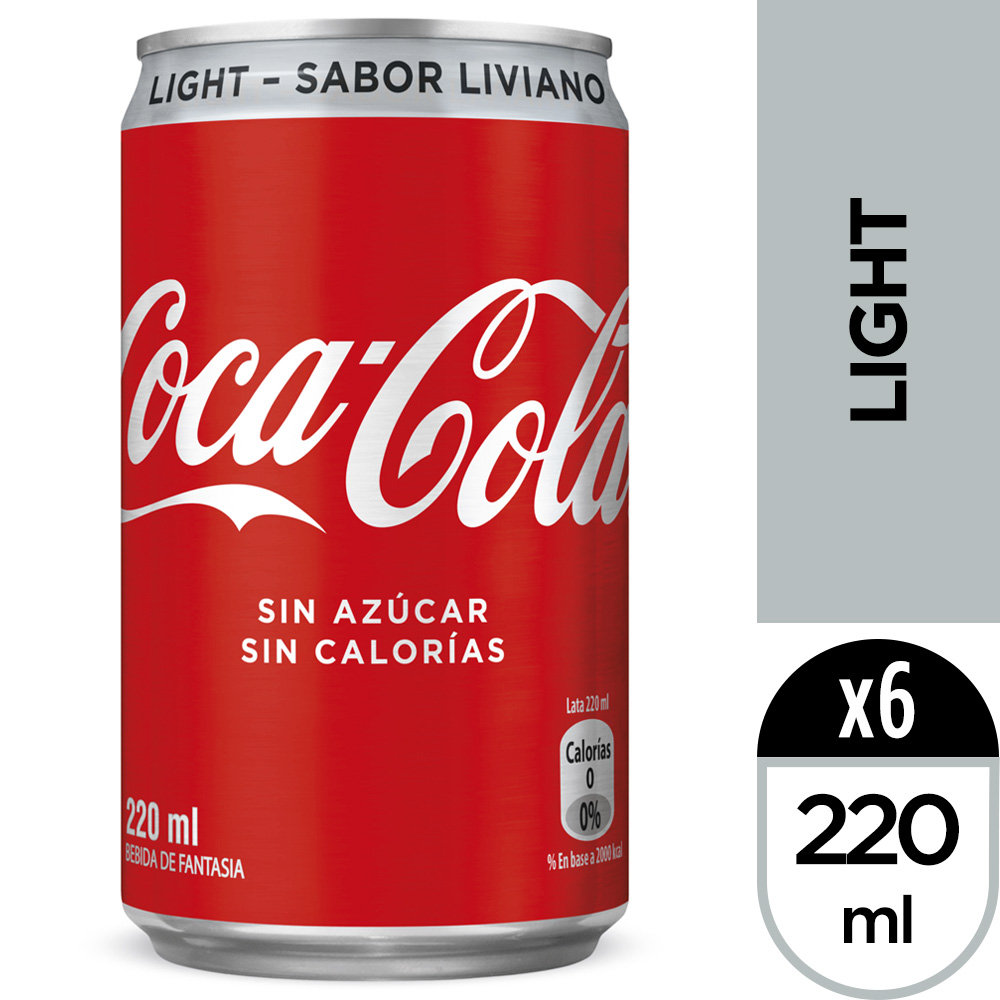 LIGHT - SABOR LIVIANO
Coca-Cola
SIN AZÚCAR
SIN CALORÍAS
Lata 220 ml
Calorías
0
0%
% En base a 2000 kcal
220 ml
BEBIDA DE FANTASIA
LIGHT
x6
220
ml